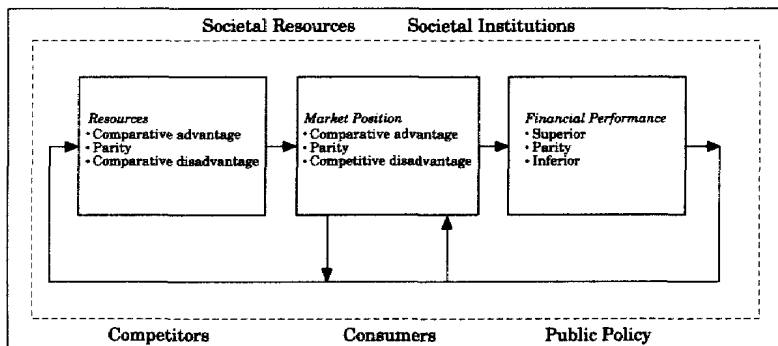 Societal Resources Societal Institutions
Resources
• Comparative advantage
• Parity
• Comparative disadvantage
Market Position
• Comparative advantage
• Parity
• Competitive disadvantage
Financial Performance
• Superior
• Parity
• Inferior
Competitors Consumers Public Policy